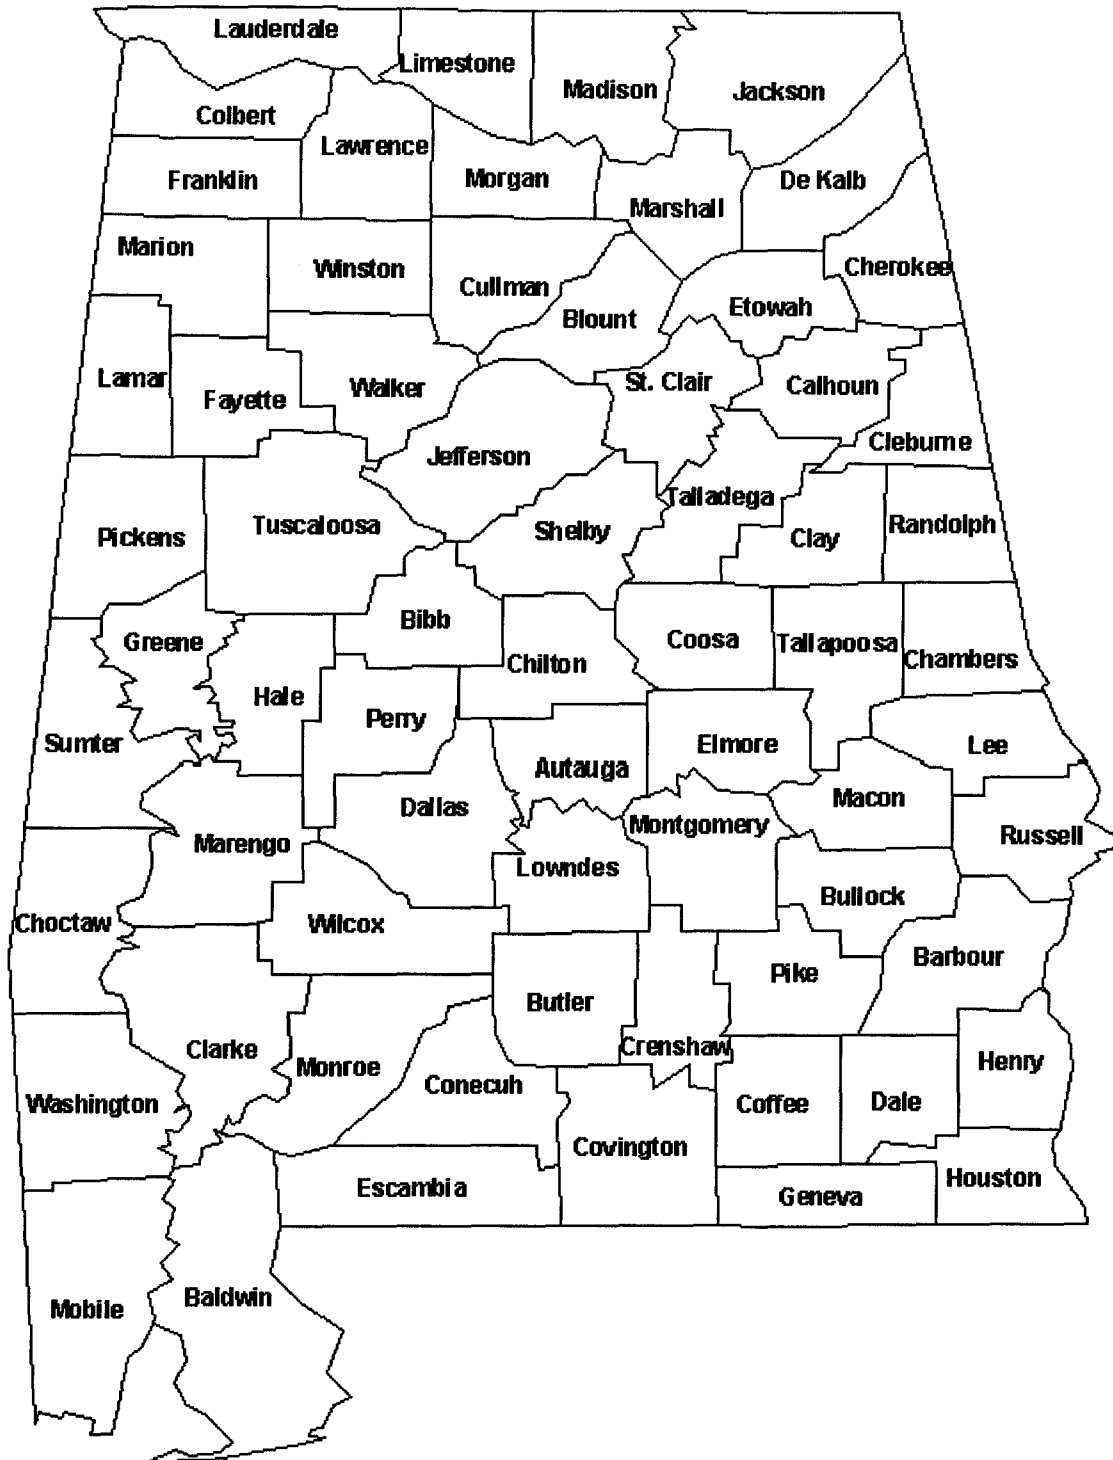 Lauderdale
Limestone
Madison
Jackson
Colbert
Lawrence
Franklin
Morgan
De Kalb
Marshall
Marion
Winston
Cullman
Cherokee
Blount
Etowah
Lamar
Fayette
Walker
St. Clair
Calhoun
Cleburne
Jefferson
Talladega
Pickens
Tuscaloosa
Shelby
Clay
Randolph
Greene
Bibb
Coosa
Tallapoosa
Chambers
Chilton
Hale
Perry
Sumter
Elmore
Lee
Autauga
Dallas
Macon
Marengo
Montgomery
Russell
Lowndes
Bullock
Choctaw
Wilcox
Barbour
Pike
Butler
Clarke
Monroe
Crenshaw
Henry
Conecuh
Washington
Coffee
Dale
Covington
Escambia
Geneva
Houston
Mobile
Baldwin